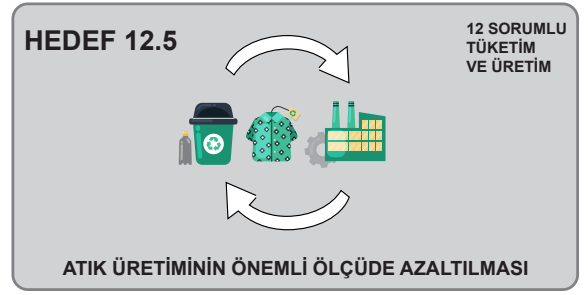 HEDEF 12.5
12 SORUMLU
TÜKETİM
VE ÜRETİM
ATIK ÜRETİMİNİN ÖNEMLİ ÖLÇÜDE AZALTILMASI